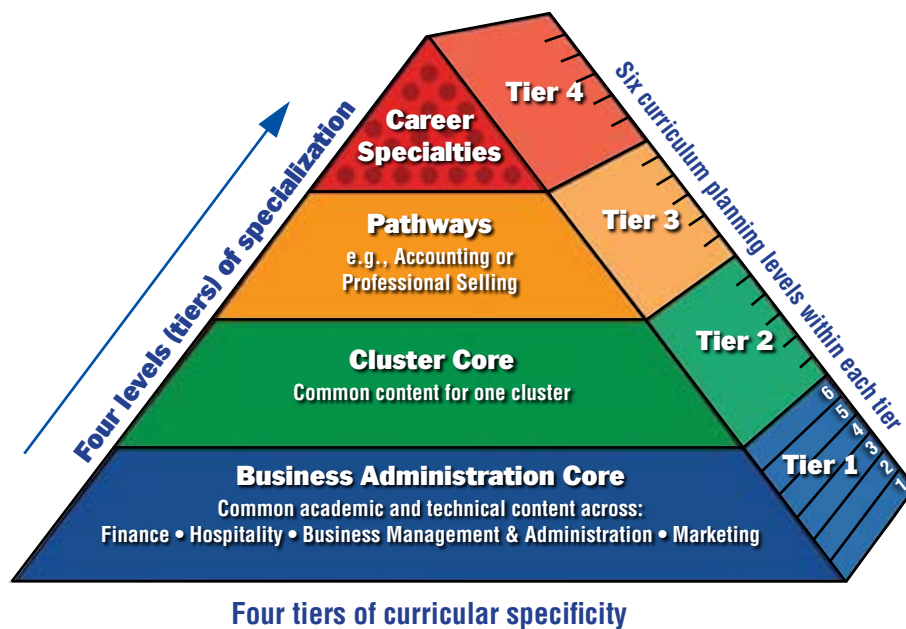 Career
Specialties
Tier 4
Pathways
e.g., Accounting or
Professional Selling
Tier 3
Cluster Core
Common content for one cluster
Tier 2
Business Administration Core
Common academic and technical content across:
Finance • Hospitality • Business Management & Administration • Marketing
Tier 1
6
5
4
3
2
1
Four levels (tiers) of specialization
Six curriculum planning levels within each tier
Four tiers of curricular specificity